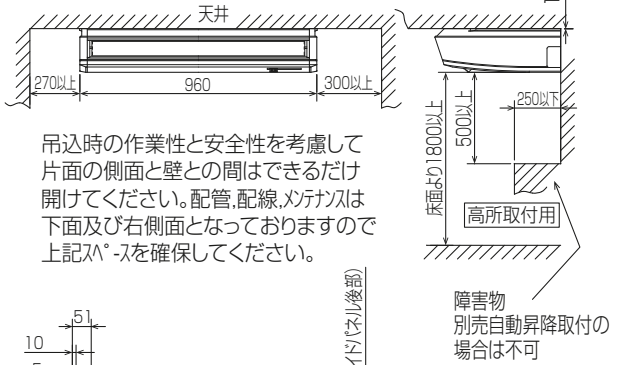 天井
270以上
960
300以上
250以下
500以上
床面より1800以上
高所取付用
吊込時の作業性と安全性を考慮して
片面の側面と壁との間はできるだけ
開けてください。配管,配線,メンテナンスは
下面及び右側面となっておりますので
上記スペースを確保してください。
障害物
別売自動昇降取付の
場合は不可
51
10
イドパネル後部)